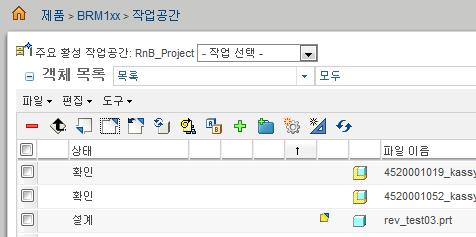 제품 > BRM1xx > 작업공간
주요 활성 작업공간: RnB_Project - 작업 선택 -
객체 목록 목록 모두
파일 편집 도구
상태 파일 이름
확인 4520001019_kassy
확인 4520001052_kassy
설계 rev_test03.prt